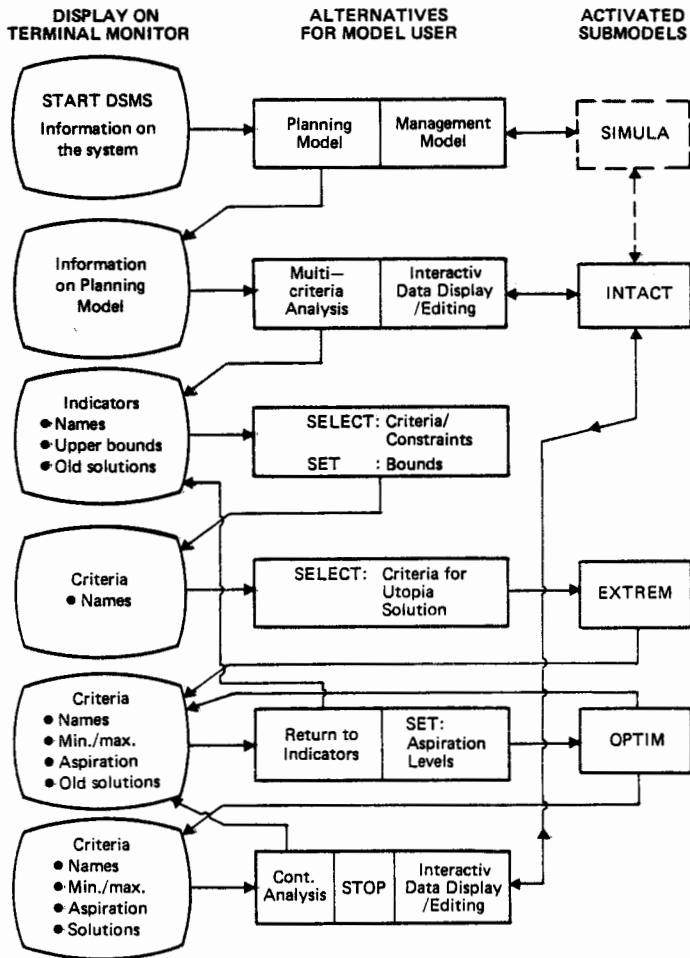 DISPLAY ON
TERMINAL MONITOR
ALTERNATIVES
FOR MODEL USER
ACTIVATED
SUBMODELS
START DSMS
Information on
the system
Planning
Model
Management
Model
SIMULA
Information
on Planning
Model
Multi—
criteria
Analysis
Interactiv
Data Display
/Editing
INTACT
Indicators
● Names
● Upper bounds
● Old solutions
SELECT: Criteria/
Constraints
SET : Bounds
Criteria
● Names
SELECT: Criteria for
Utopia
Solution
EXTREM
Criteria
● Names
● Min./max.
● Aspiration
● Old solutions
Return to
Indicators
SET:
Aspiration
Levels
OPTIM
Criteria
● Names
● Min./max.
● Aspiration
● Solutions
Cont.
Analysis
STOP
Interactiv
Data Display
/Editing